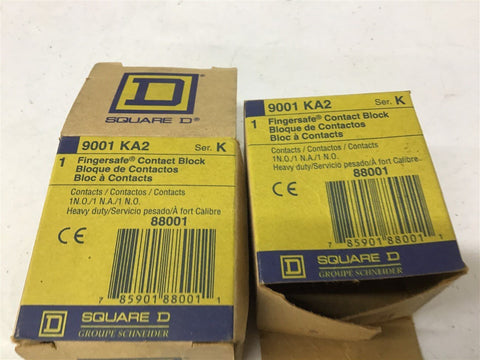 SQUARE D
9001 KA2 Ser. K
1 Fingersafe® Contact Block
Bloque de Contactos
Bloc à Contacts
Contacts/Contactos/Contacts
1N.O./1 N.A./1 N.O.
Heavy duty/Servicio pesado/À fort Calibre
88001
CE
7 85901 88001 1
SQUARE D
GROUPE SCHNEIDER
9001 KA2 Ser. K
1 Fingersafe® Contact Block
Bloque de Contactos
Bloc à Contacts
Contacts/Contactos/Contacts
1N.O./1 N.A./1 N.O.
Heavy duty/Servicio pesado/À fort Calibre
88001
CE
7 85901 88001 1
SQUARE D
GROUPE SCHNEIDER